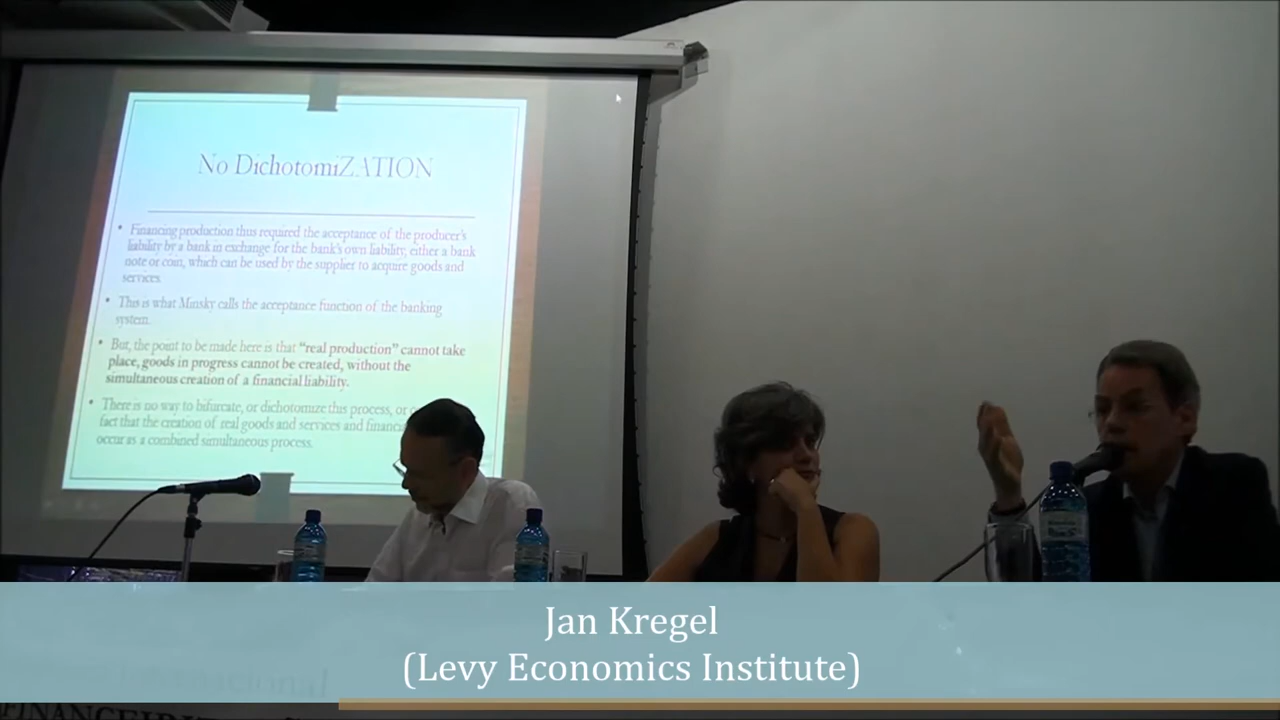 No DichotomiZATION
• Financing production thus required the acceptance of the producer's
liability by a bank in exchange for the bank's own liability, either a bank
note or coin, which can be used by the supplier to acquire goods and
services.
• This is what Minsky calls the acceptance function of the banking
system.
• But, the point to be made here is that “real production” cannot take
place, goods in progress cannot be created, without the
simultaneous creation of a financial liability.
• There is no way to bifurcate, or dichotomize this process, or
fact that the creation of real goods and services and
occur as a combined simultaneous process.
Jan Kregel
(Levy Economics Institute)